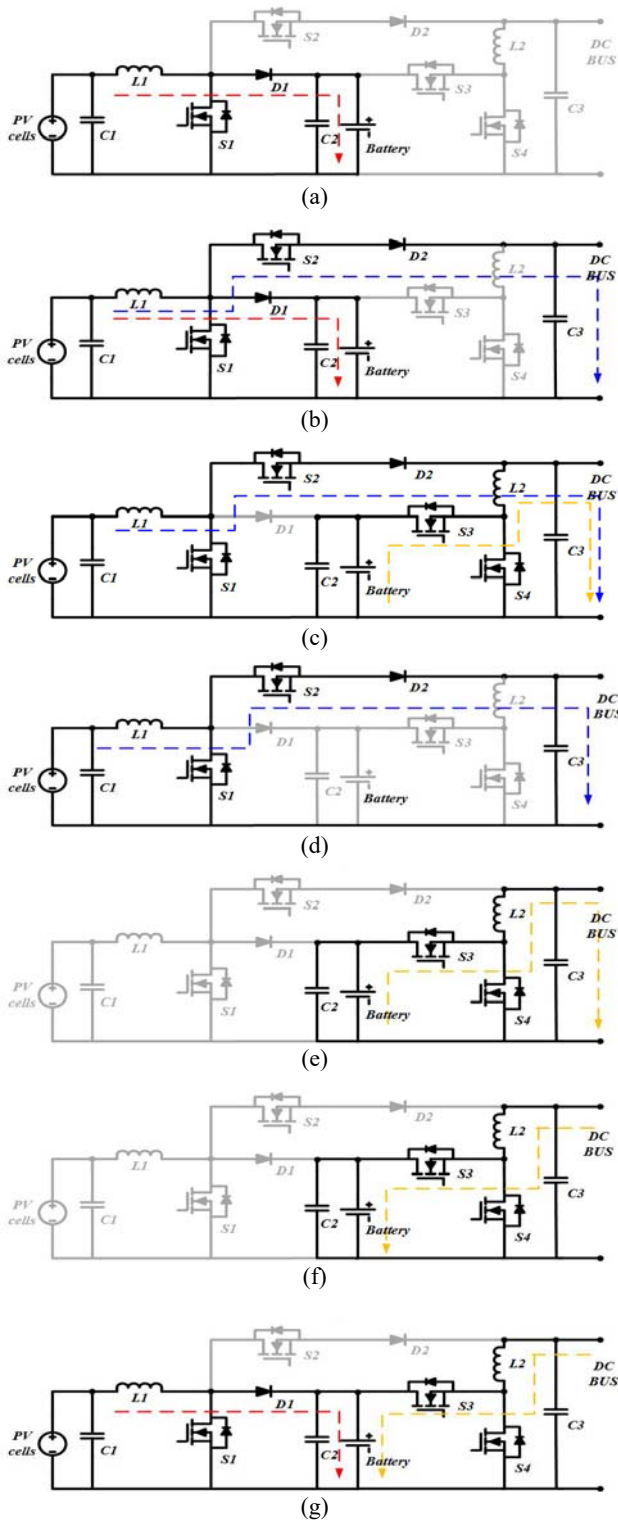 S2 D2 L2 DC
BUS
L1 D1 S3
PV
cells C1 S1 C2 Battery S4 C3
(a)
S2 D2 L2 DC
BUS
L1 D1 S3
PV
cells C1 S1 C2 Battery S4 C3
(b)
S2 D2 L2 DC
BUS
L1 D1 S3
PV
cells C1 S1 C2 Battery S4 C3
(c)
S2 D2 L2 DC
BUS
L1 D1 S3
PV
cells C1 S1 C2 Battery S4 C3
(d)
S2 D2 L2 DC
BUS
L1 D1 S3
PV
cells C1 S1 C2 Battery S4 C3
(e)
S2 D2 L2 DC
BUS
L1 D1 S3
PV
cells C1 S1 C2 Battery S4 C3
(f)
S2 D2 L2 DC
BUS
L1 D1 S3
PV
cells C1 S1 C2 Battery S4 C3
(g)